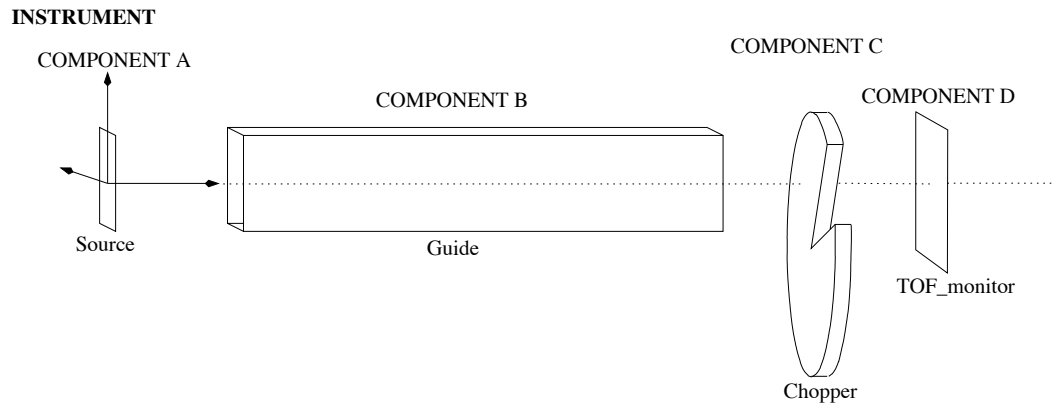 INSTRUMENT
COMPONENT A
COMPONENT B
COMPONENT C
COMPONENT D
Source
Guide
TOF_monitor
Chopper